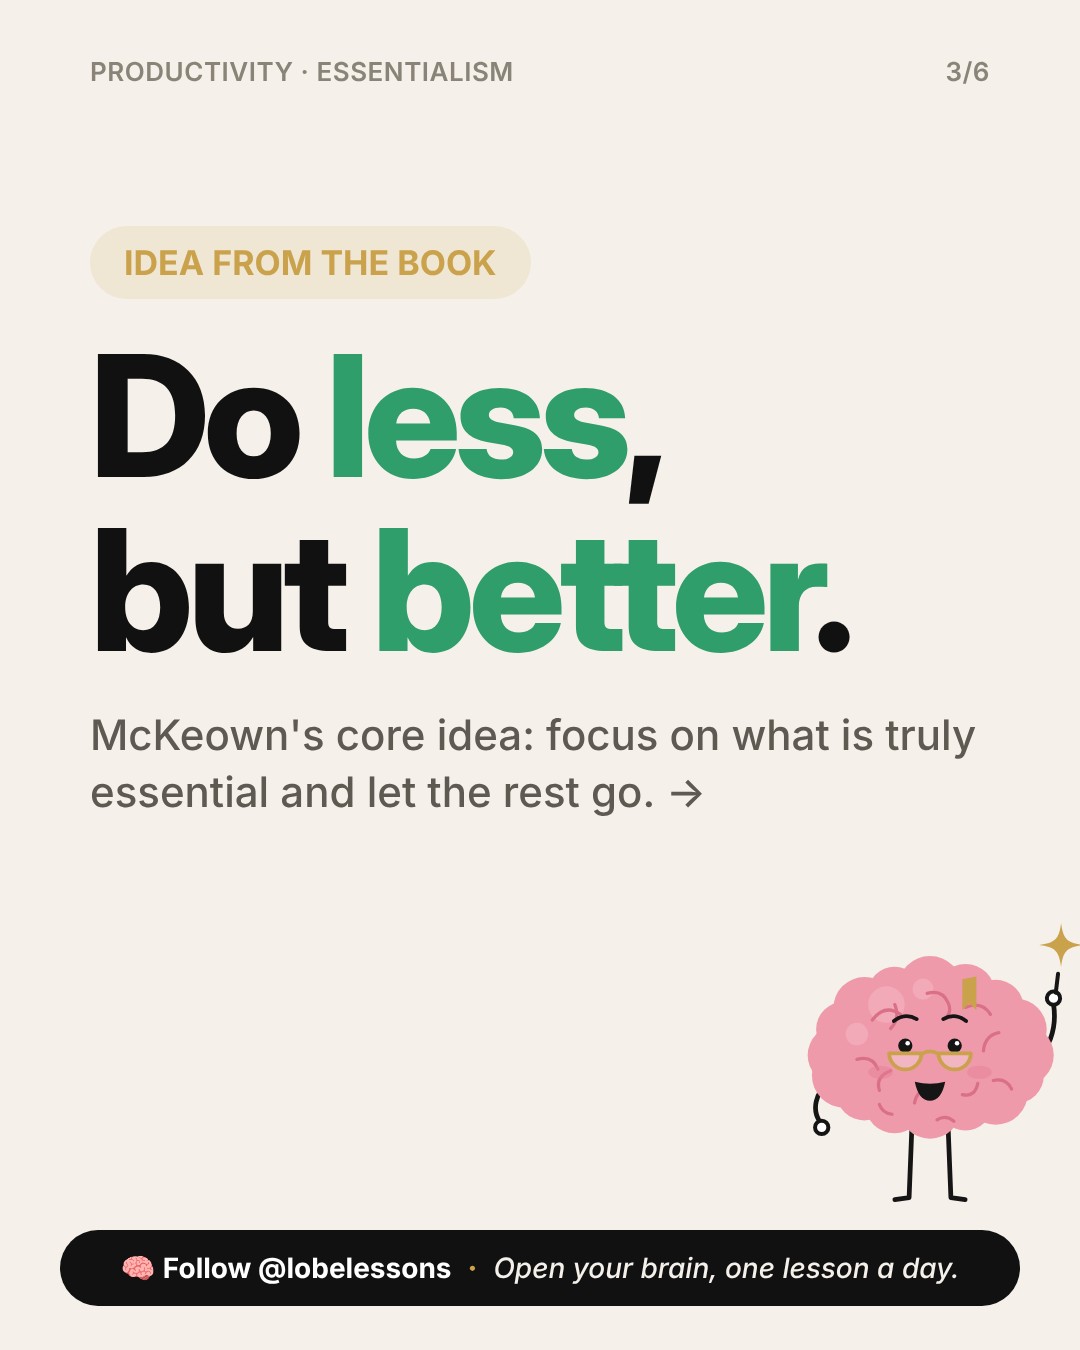 PRODUCTIVITY · ESSENTIALISM
3/6
IDEA FROM THE BOOK
Do less,
but better.
McKeown's core idea: focus on what is truly
essential and let the rest go. →
🧠 Follow @lobelessons · Open your brain, one lesson a day.